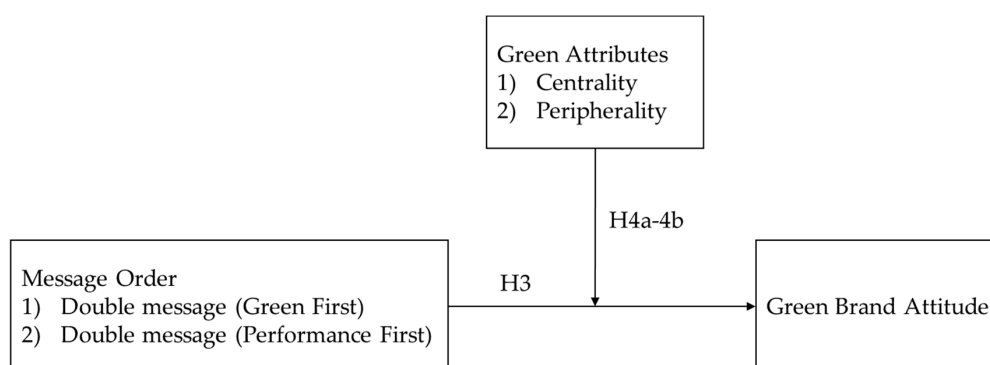 Green Attributes
1) Centrality
2) Peripherality
H4a-4b
Message Order
1) Double message (Green First)
2) Double message (Performance First)
H3
Green Brand Attitude